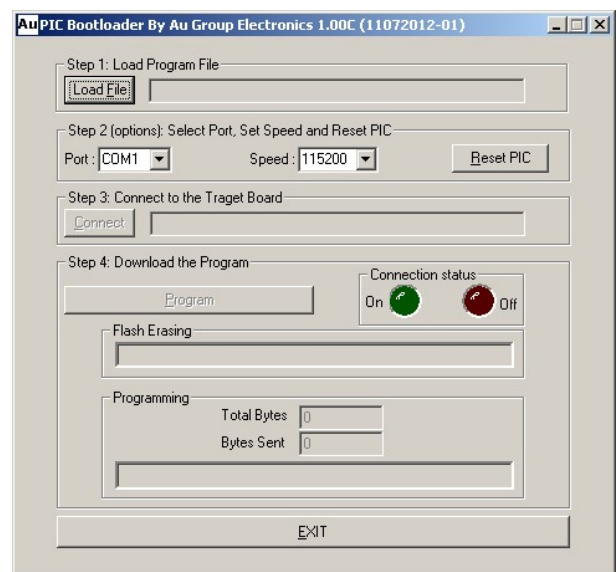 Au PIC Bootloader By Au Group Electronics 1.00C (11072012-01)
Step 1: Load Program File
Load File
Step 2 (options): Select Port, Set Speed and Reset PIC
Port : COM1 Speed : 115200 Reset PIC
Step 3: Connect to the Traget Board
Connect
Step 4: Download the Program
Connection status
Program
On Off
Flash Erasing
Programming
Total Bytes 0
Bytes Sent 0
EXIT